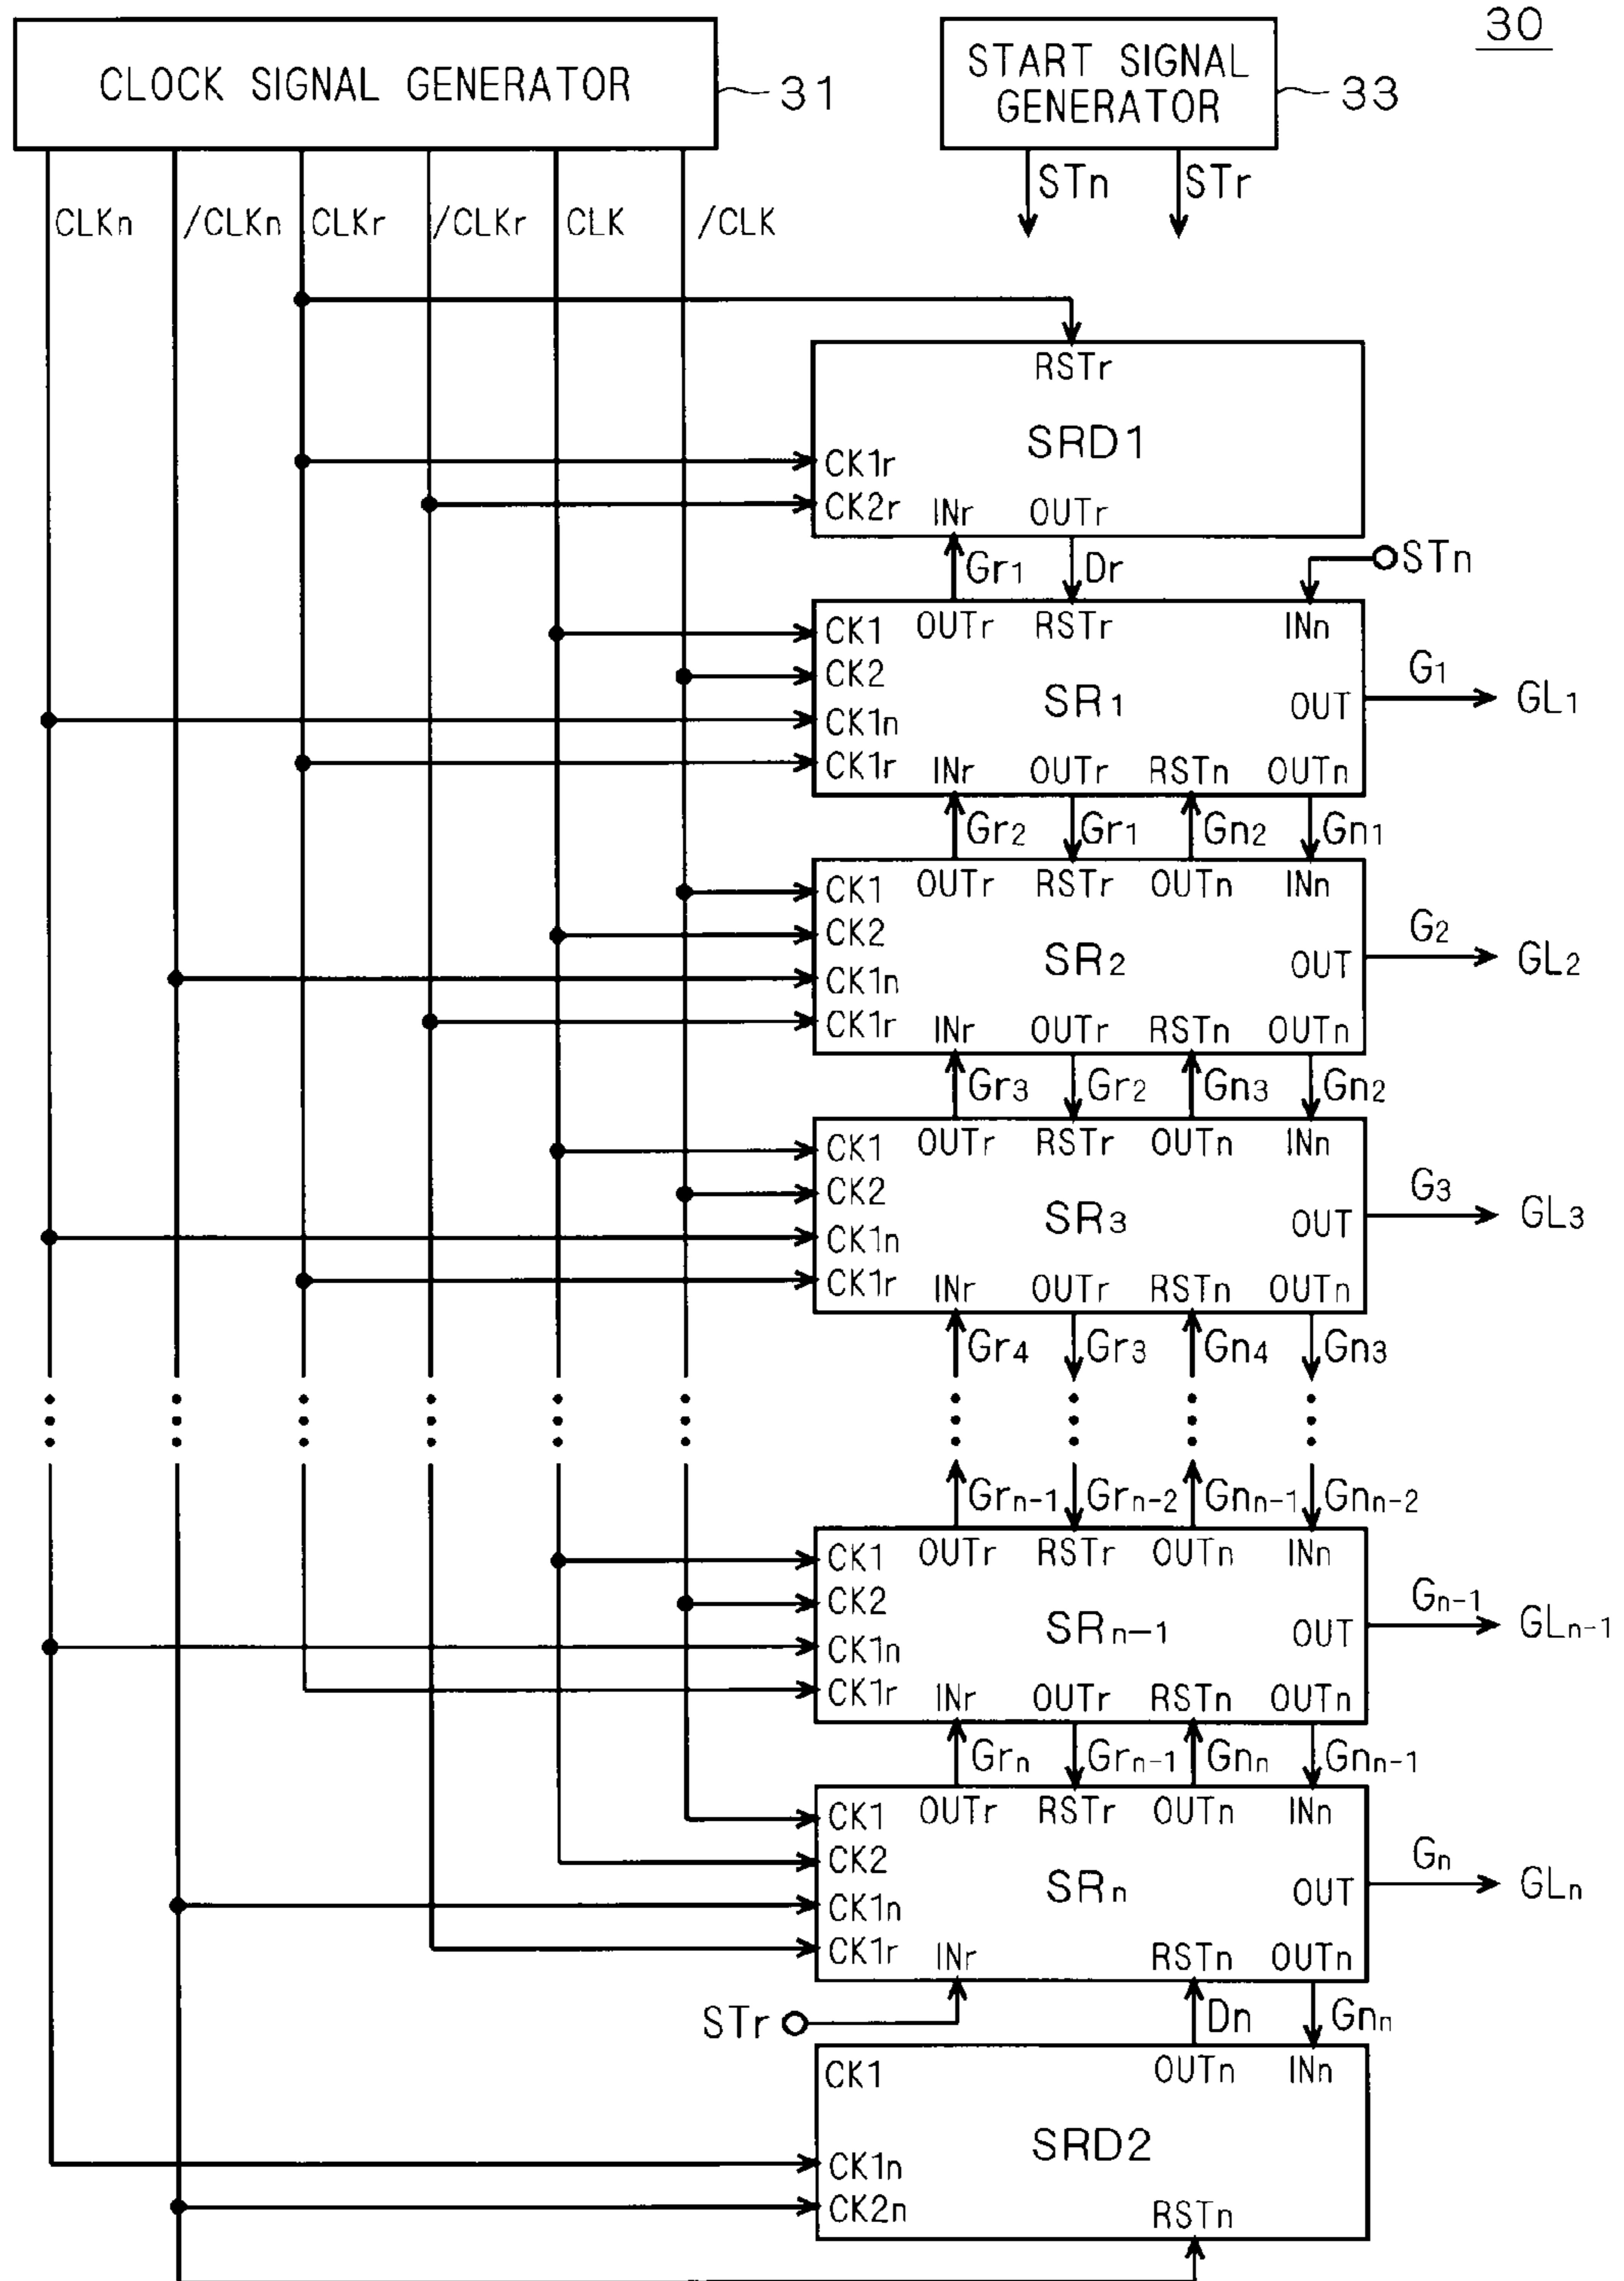 30
CLOCK SIGNAL GENERATOR
31
START SIGNAL
GENERATOR
33
STn STr
CLKn /CLKn CLKr /CLKr CLK /CLK
RSTr
SRD1
CK1r
CK2r INr OUTr
Gr1 Dr STn
CK1 OUTr RSTr INn
CK2
SR1 OUT G1 GL1
CK1n
CK1r INr OUTr RSTn OUTn
Gr2 Gr1 Gn2 Gn1
CK1 OUTr RSTr OUTn INn
CK2
SR2 OUT G2 GL2
CK1n
CK1r INr OUTr RSTn OUTn
Gr3 Gr2 Gn3 Gn2
CK1 OUTr RSTr OUTn INn
CK2
SR3 OUT G3 GL3
CK1n
CK1r INr OUTr RSTn OUTn
Gr4 Gr3 Gn4 Gn3
Grn-1 Grn-2 Gnn-1 Gnn-2
CK1 OUTr RSTr OUTn INn
CK2
SRn-1 OUT Gn-1 GLn-1
CK1n
CK1r INr OUTr RSTn OUTn
Grn Grn-1 Gnn Gnn-1
CK1 OUTr RSTr OUTn INn
CK2
SRn OUT Gn GLn
CK1n
CK1r INr RSTn OUTn
STr Dn Gnn
CK1 OUTn INn
SRD2
CK1n
CK2n RSTn